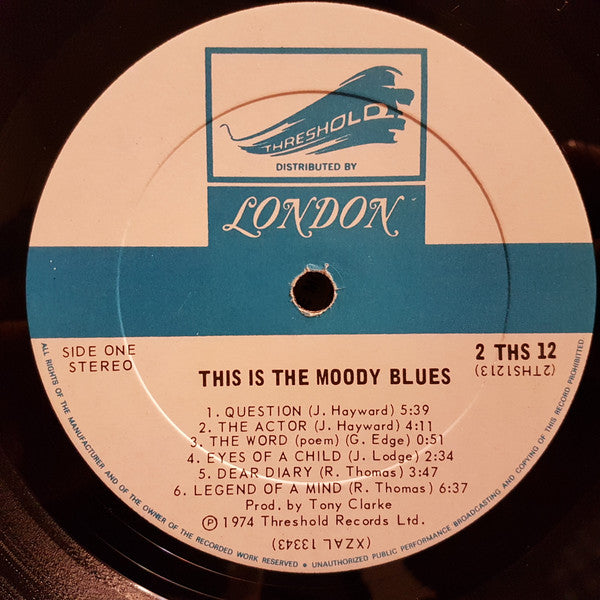 THRESHOLD
DISTRIBUTED BY
LONDON
SIDE ONE
STEREO
2 THS 12
(2THS1213)
THIS IS THE MOODY BLUES
1. QUESTION (J. Hayward) 5:39
2. THE ACTOR (J. Hayward) 4:11
3. THE WORD (poem) (G. Edge) 0:51
4. EYES OF A CHILD (J. Lodge) 2:34
5. DEAR DIARY (R. Thomas) 3:47
6. LEGEND OF A MIND (R. Thomas) 6:37
Prod. by Tony Clarke
Ⓟ 1974 Threshold Records Ltd.
(XZAL 13343)
ALL RIGHTS OF THE MANUFACTURER AND OF THE OWNER OF THE RECORDED WORK RESERVED • UNAUTHORIZED PUBLIC PERFORMANCE BROADCASTING AND COPYING OF THIS RECORD PROHIBITED.